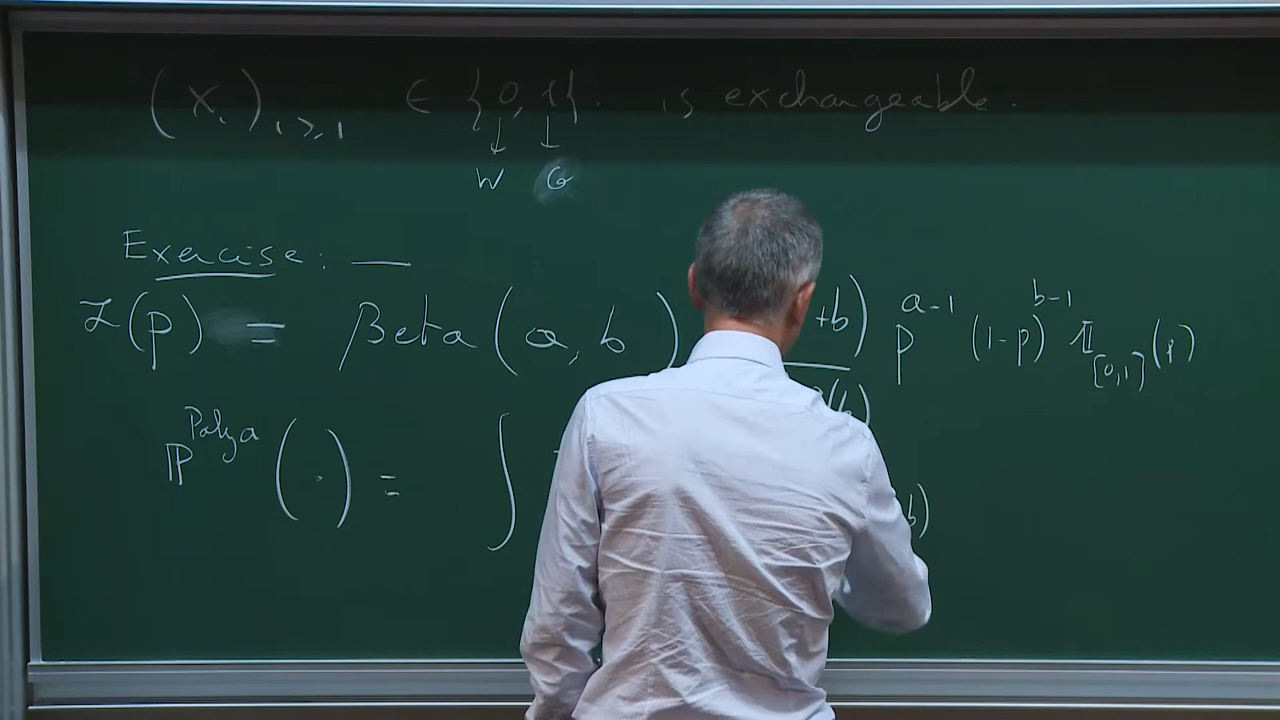 (X_i)_{i≥1} ∈ {0, 1}. is exchangeable.
↓ ↓
W G
Exercise: —
ℒ(p) = Beta(a, b) +b) p^{a-1} (1-p)^{b-1} 𝟙_{[0,1]}(p)
(b)
ℙ^{Polya}(·) = ∫ b)